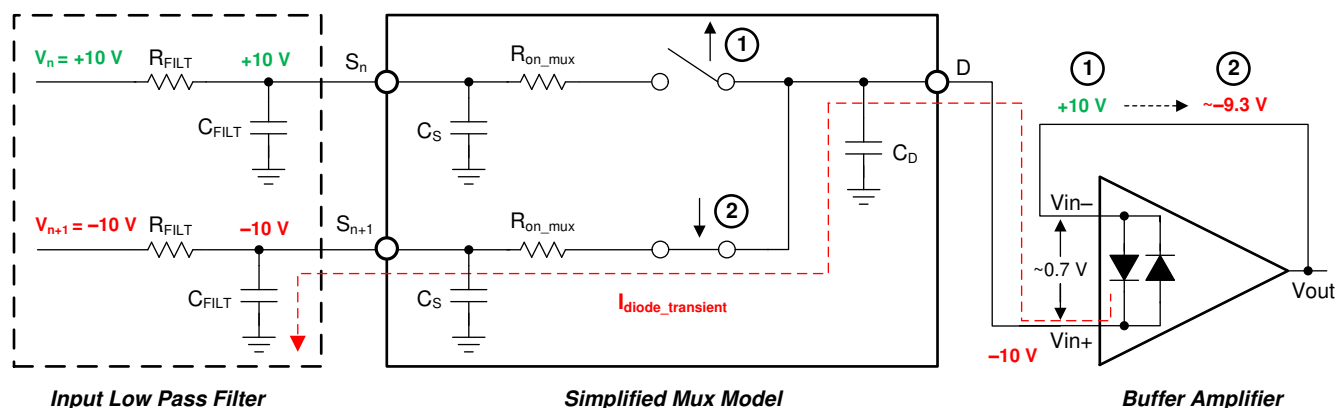 Vn = +10 V
RFILT
+10 V
Sn
Ron_mux
1
D
1
2
+10 V
~–9.3 V
CFILT
CS
CD
Vn+1 = –10 V
RFILT
–10 V
Sn+1
Ron_mux
2
Vin–
~0.7 V
Vout
CFILT
CS
Idiode_transient
Vin+
–10 V
Input Low Pass Filter
Simplified Mux Model
Buffer Amplifier